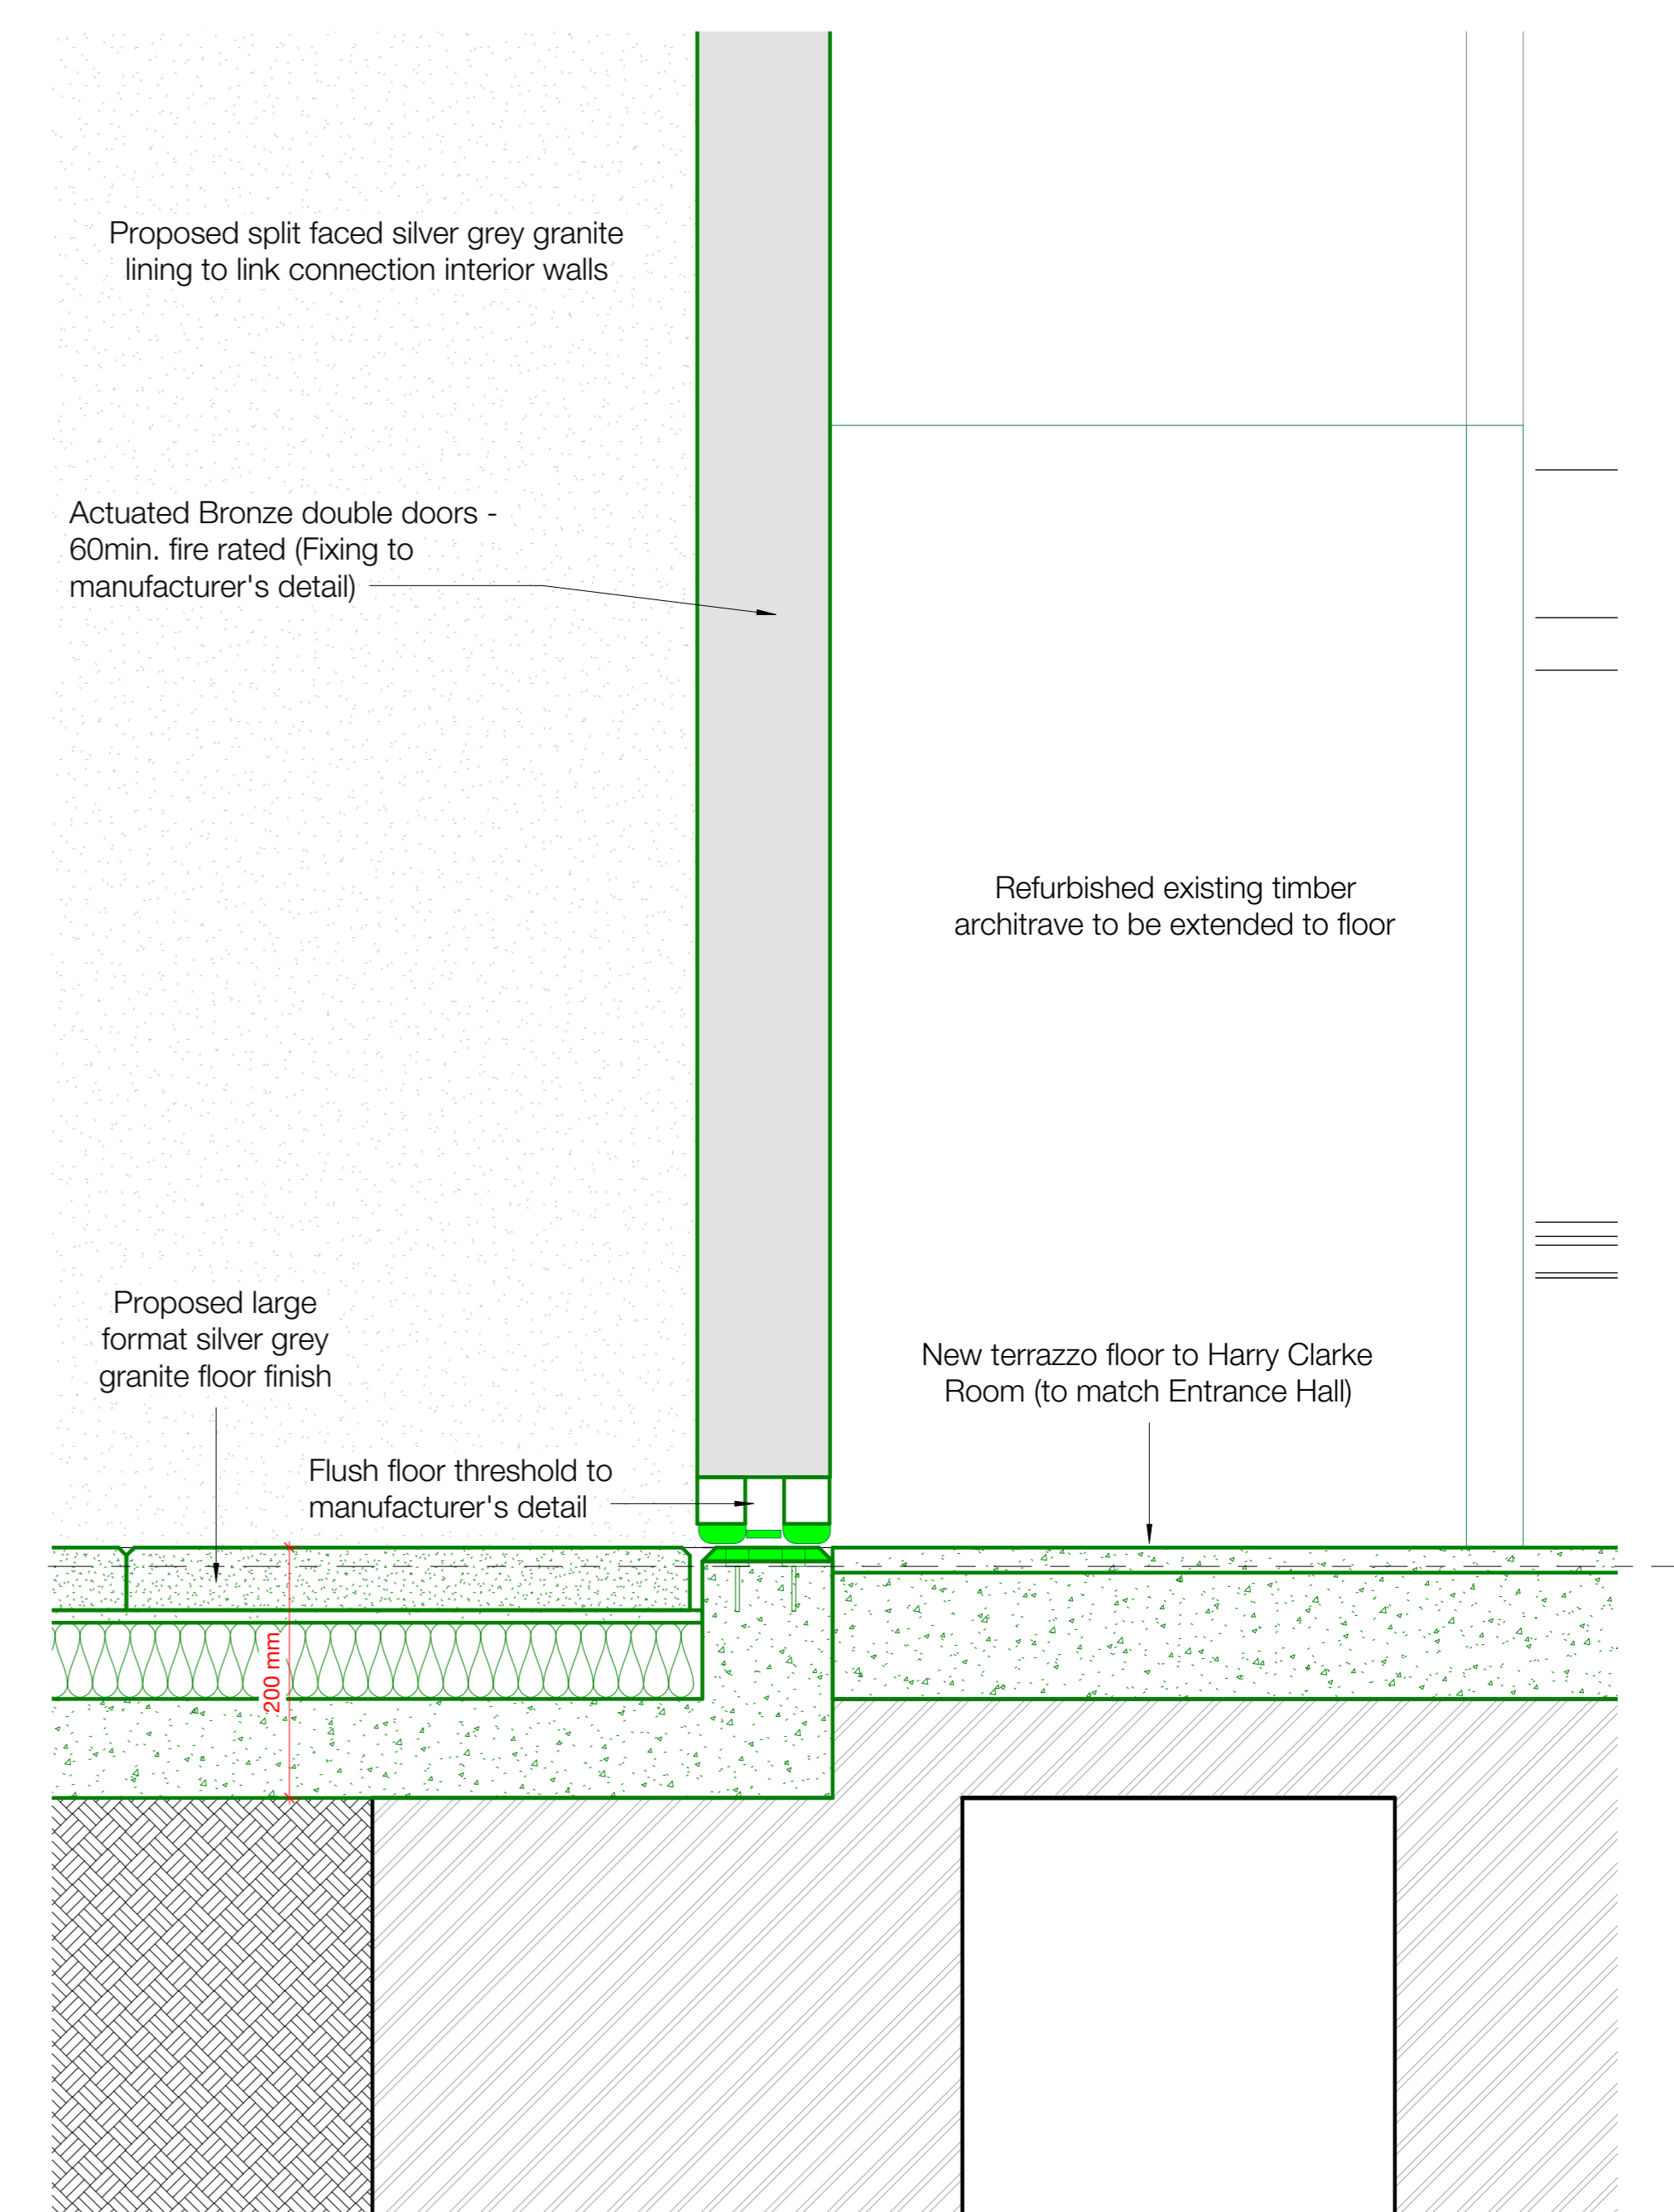 Proposed split faced silver grey granite
lining to link connection interior walls
Actuated Bronze double doors -
60min. fire rated (Fixing to
manufacturer's detail)
Refurbished existing timber
architrave to be extended to floor
Proposed large
format silver grey
granite floor finish
New terrazzo floor to Harry Clarke
Room (to match Entrance Hall)
Flush floor threshold to
manufacturer's detail
200 mm